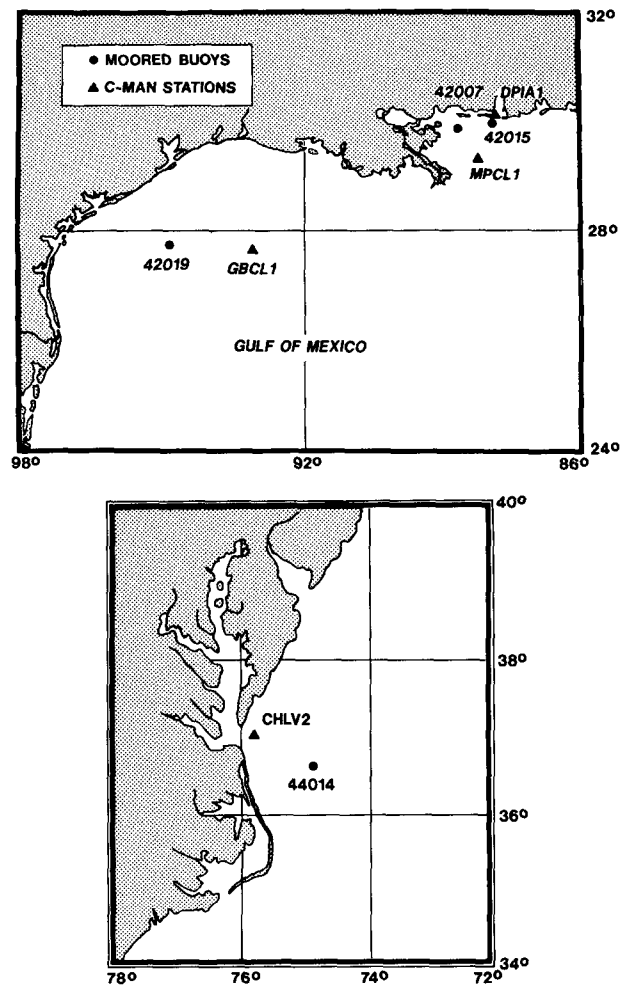 32°
● MOORED BUOYS
▲ C-MAN STATIONS
42007 DPIA1
42015
MPCL1
28°
42019
GBCL1
GULF OF MEXICO
24°
98° 92° 86°
40°
38°
CHLV2
44014
36°
34°
78° 76° 74° 72°